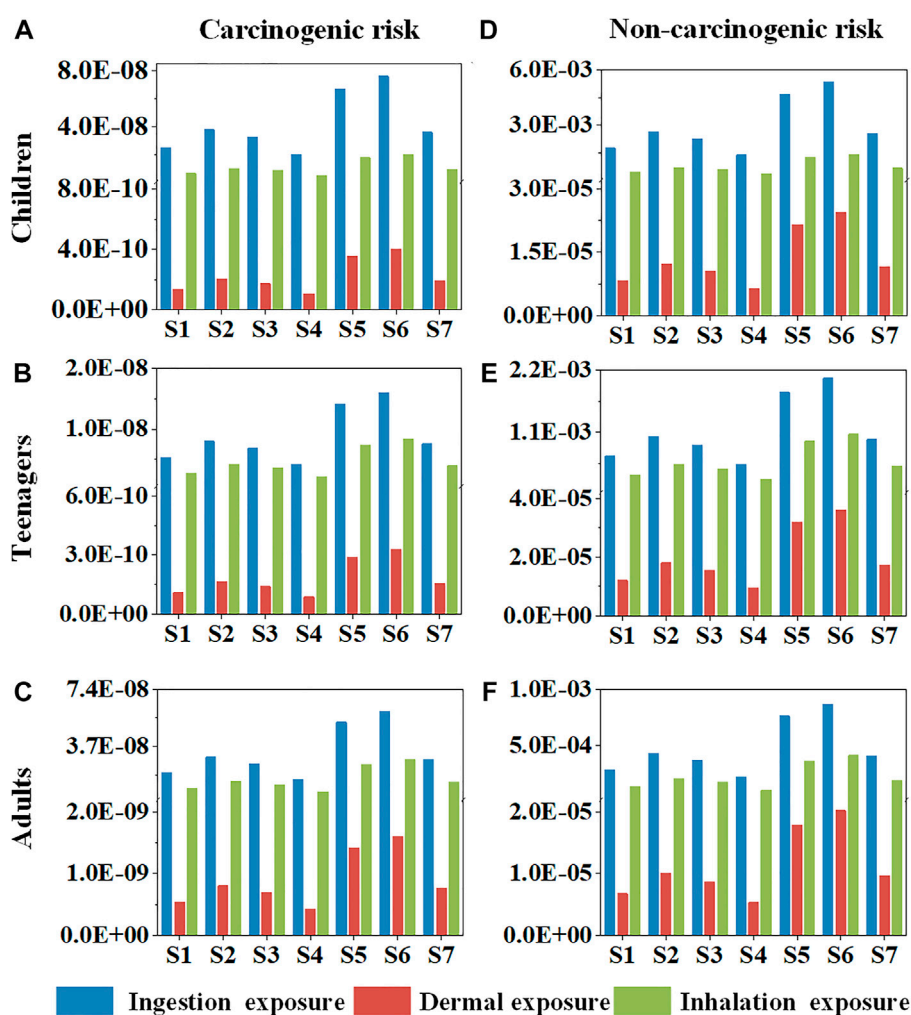 A Carcinogenic risk D Non-carcinogenic risk
Children
8.0E-08
4.0E-08
8.0E-10
4.0E-10
0.0E+00
S1 S2 S3 S4 S5 S6 S7
6.0E-03
3.0E-03
3.0E-05
1.5E-05
0.0E+00
S1 S2 S3 S4 S5 S6 S7
B
Teenagers
2.0E-08
1.0E-08
6.0E-10
3.0E-10
0.0E+00
S1 S2 S3 S4 S5 S6 S7
E
2.2E-03
1.1E-03
4.0E-05
2.0E-05
0.0E+00
S1 S2 S3 S4 S5 S6 S7
C
Adults
7.4E-08
3.7E-08
2.0E-09
1.0E-09
0.0E+00
S1 S2 S3 S4 S5 S6 S7
F
1.0E-03
5.0E-04
2.0E-05
1.0E-05
0.0E+00
S1 S2 S3 S4 S5 S6 S7
Ingestion exposure Dermal exposure Inhalation exposure